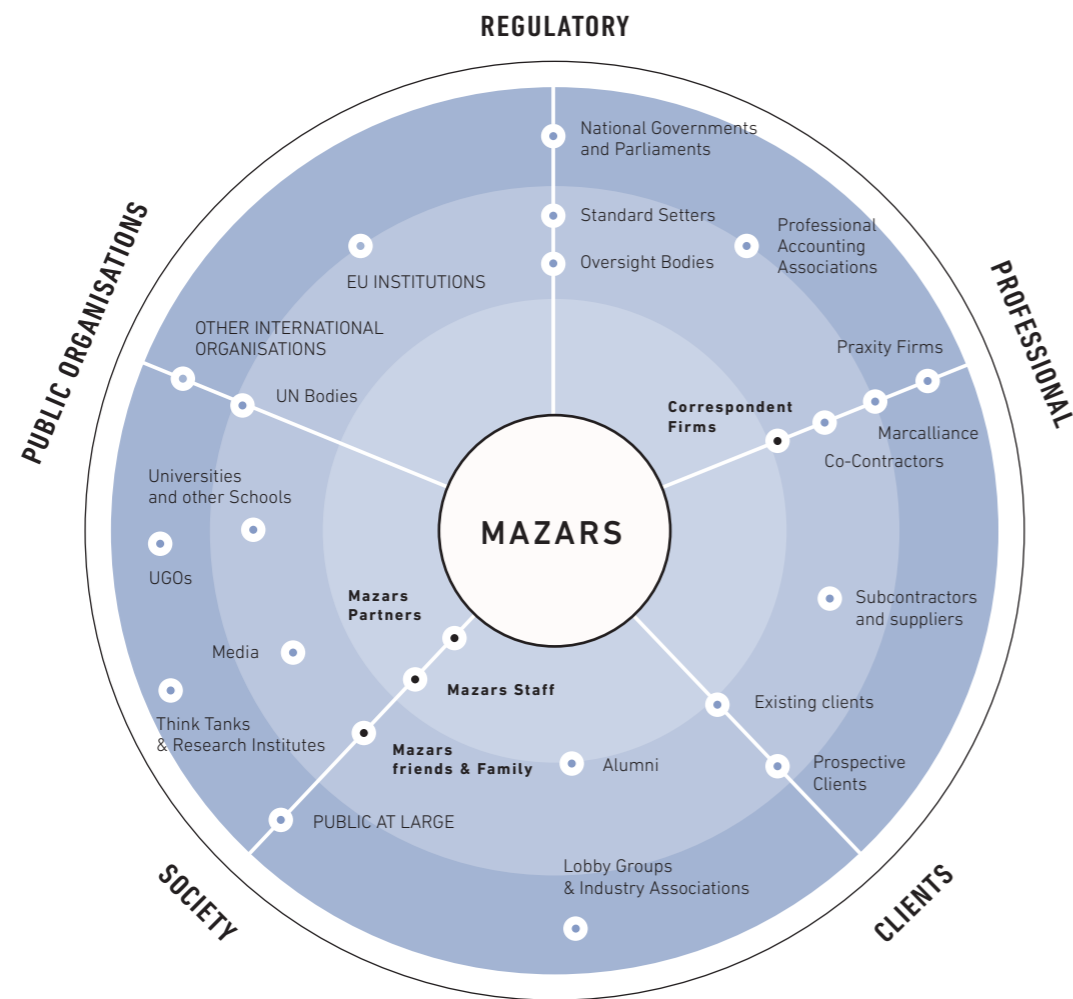 REGULATORY
National Governments
and Parliaments
Standard Setters
Professional
Accounting
Associations
Oversight Bodies
EU INSTITUTIONS
PUBLIC ORGANISATIONS
PROFESSIONAL
OTHER INTERNATIONAL
ORGANISATIONS
Praxity Firms
UN Bodies
Correspondent
Firms
Marcalliance
Co-Contractors
Universities
and other Schools
MAZARS
UGOs
Mazars
Partners
Subcontractors
and suppliers
Media
Mazars Staff
Existing clients
Think Tanks
& Research Institutes
Mazars
friends & Family
Alumni
Prospective
Clients
PUBLIC AT LARGE
Lobby Groups
& Industry Associations
SOCIETY
CLIENTS